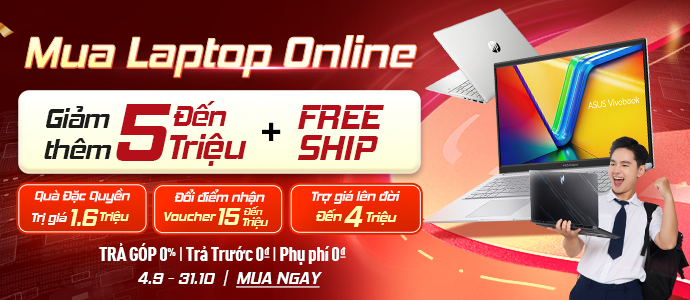 Mua Laptop Online
Giảm thêm 5 Đến Triệu + FREE SHIP
Quà Đặc Quyền
Trị giá 1.6 Triệu
Đổi điểm nhận
Voucher 15 Đến Triệu
Trợ giá lên đời
Đến 4 Triệu
TRẢ GÓP 0% | Trả Trước 0đ | Phụ phí 0đ
4.9 - 31.10 | MUA NGAY
hp
ASUS Vivobook